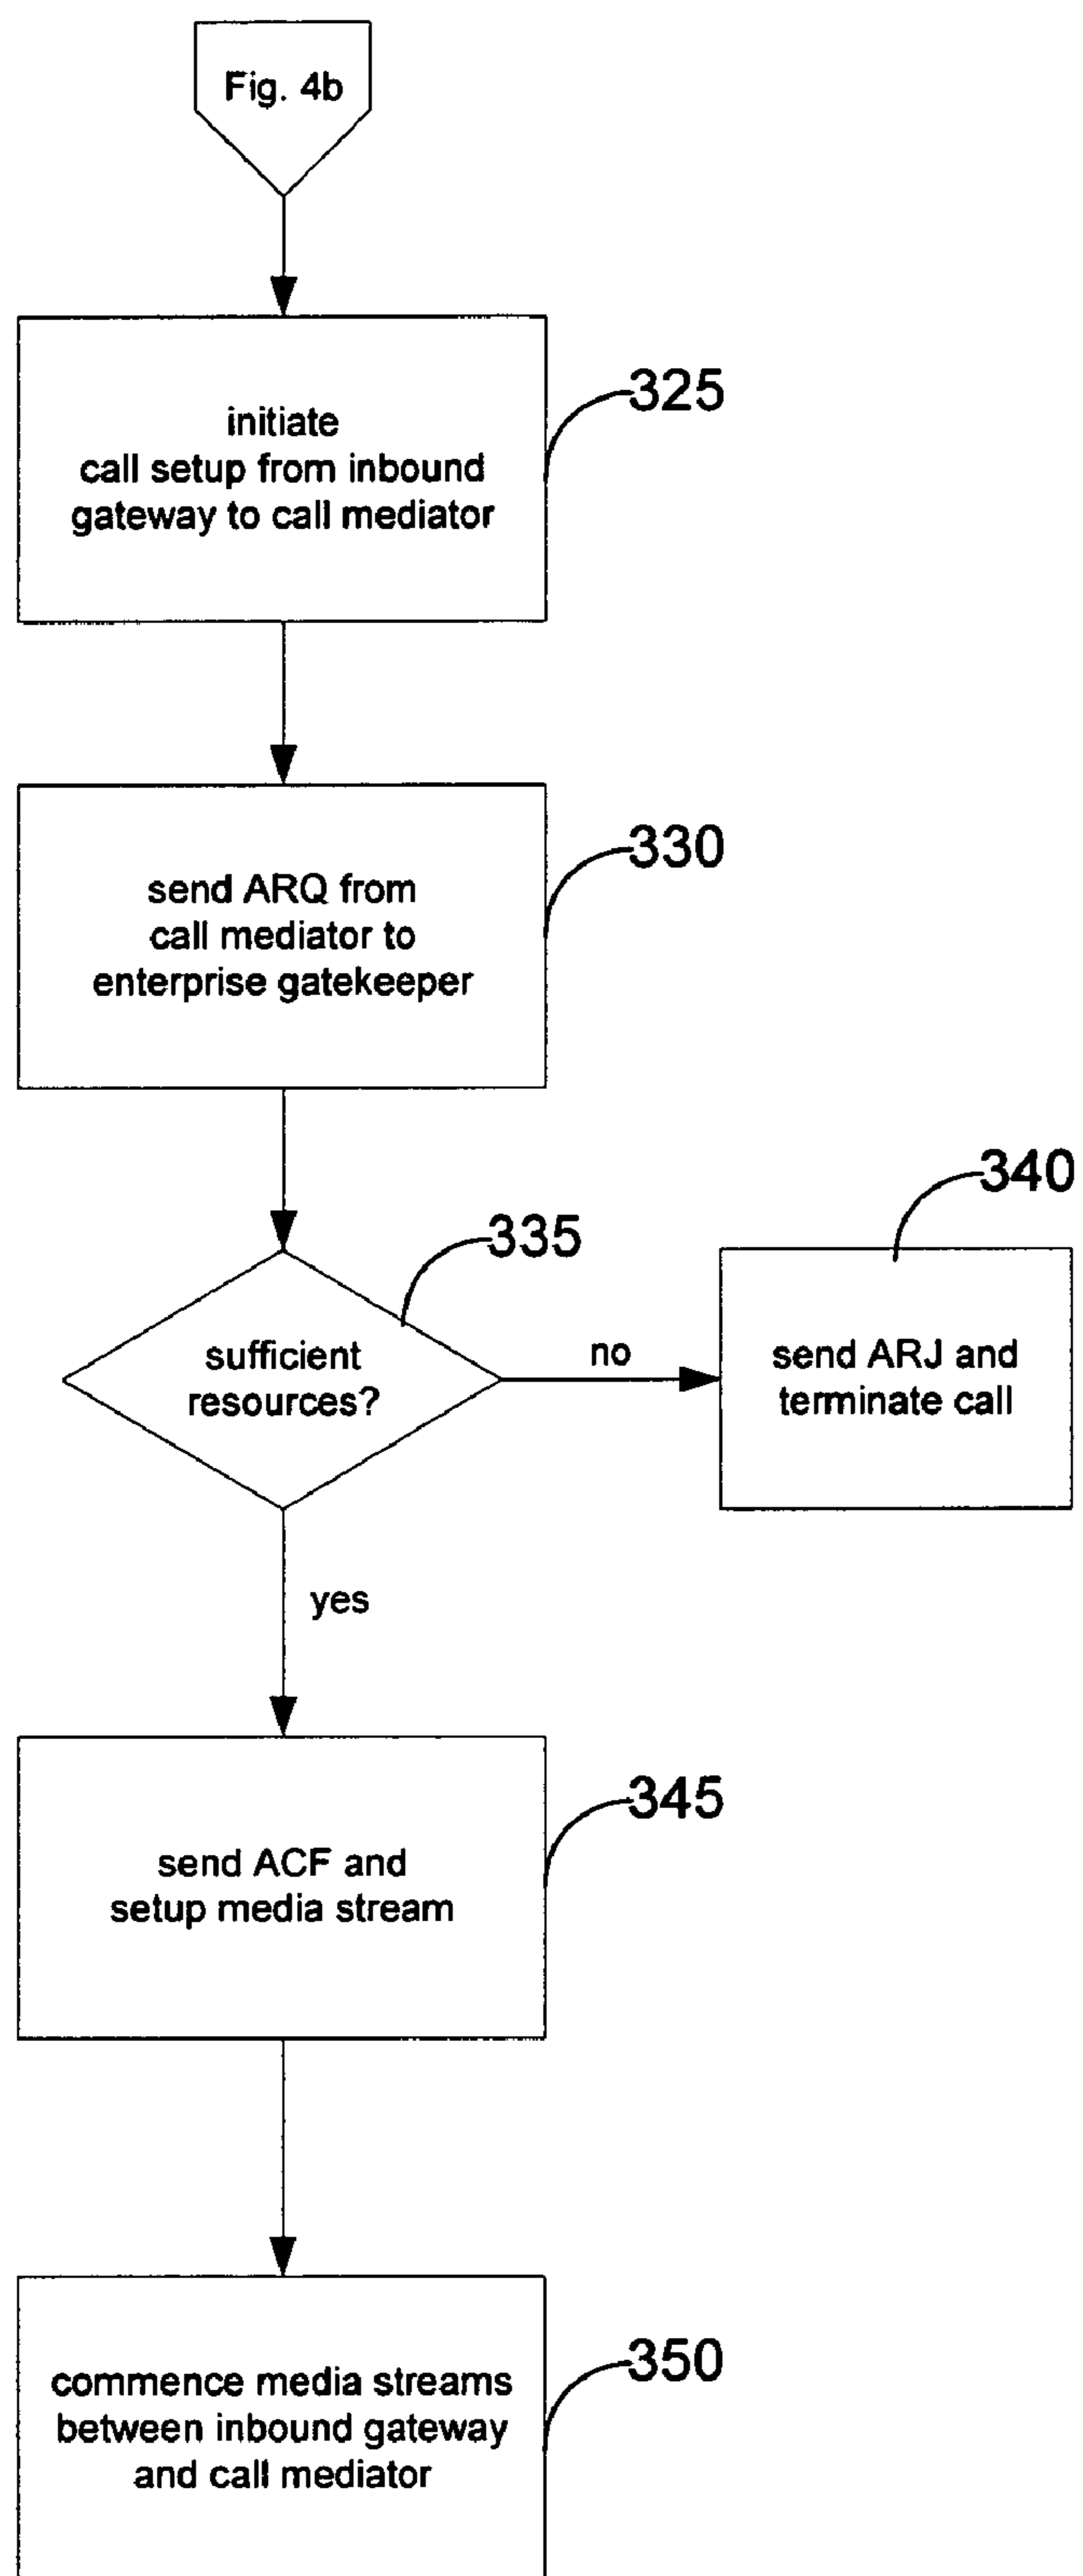 Fig. 4b
initiate
call setup from inbound
gateway to call mediator
325
send ARQ from
call mediator to
enterprise gatekeeper
330
sufficient
resources?
335
no
send ARJ and
terminate call
340
yes
send ACF and
setup media stream
345
commence media streams
between inbound gateway
and call mediator
350